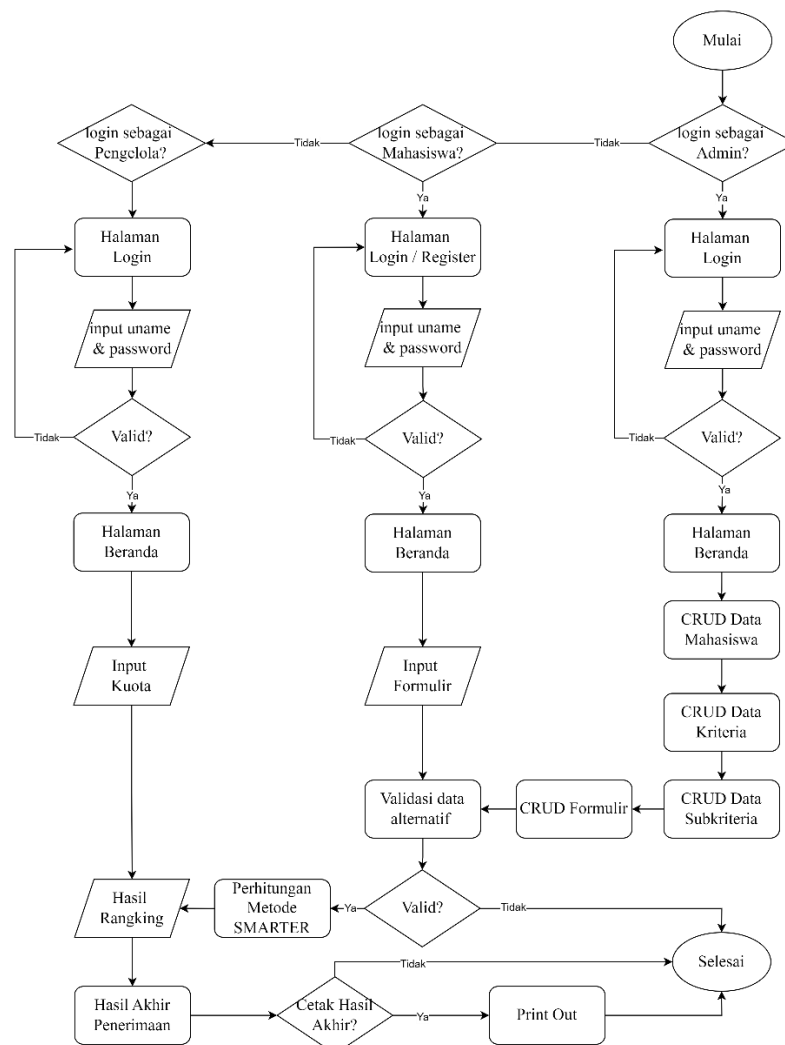 Mulai
login sebagai
Pengelola?
Tidak
login sebagai
Mahasiswa?
Tidak
login sebagai
Admin?
Ya
Ya
Halaman
Login
Halaman
Login / Register
Halaman
Login
input uname
& password
input uname
& password
input uname
& password
Tidak
Valid?
Tidak
Valid?
Tidak
Valid?
Ya
Ya
Ya
Halaman
Beranda
Halaman
Beranda
Halaman
Beranda
CRUD Data
Mahasiswa
Input
Kuota
Input
Formulir
CRUD Data
Kriteria
Validasi data
alternatif
CRUD Formulir
CRUD Data
Subkriteria
Hasil
Rangking
Perhitungan
Metode
SMARTER
Ya
Valid?
Tidak
Tidak
Selesai
Hasil Akhir
Penerimaan
Cetak Hasil
Akhir?
Ya
Print Out